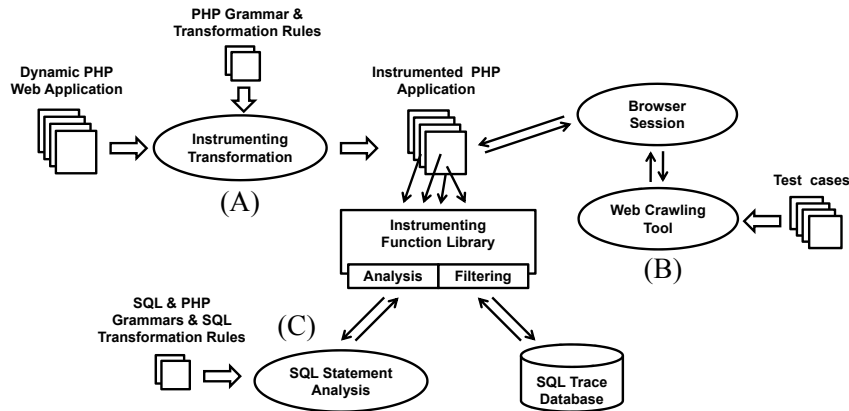 PHP Grammar &
Transformation Rules
Dynamic PHP
Web Application
Instrumented PHP
Application
Instrumenting
Transformation
(A)
Browser
Session
Test cases
Web Crawling
Tool
(B)
Instrumenting
Function Library
Analysis
Filtering
SQL & PHP
Grammars & SQL
Transformation Rules
(C)
SQL Statement
Analysis
SQL Trace
Database